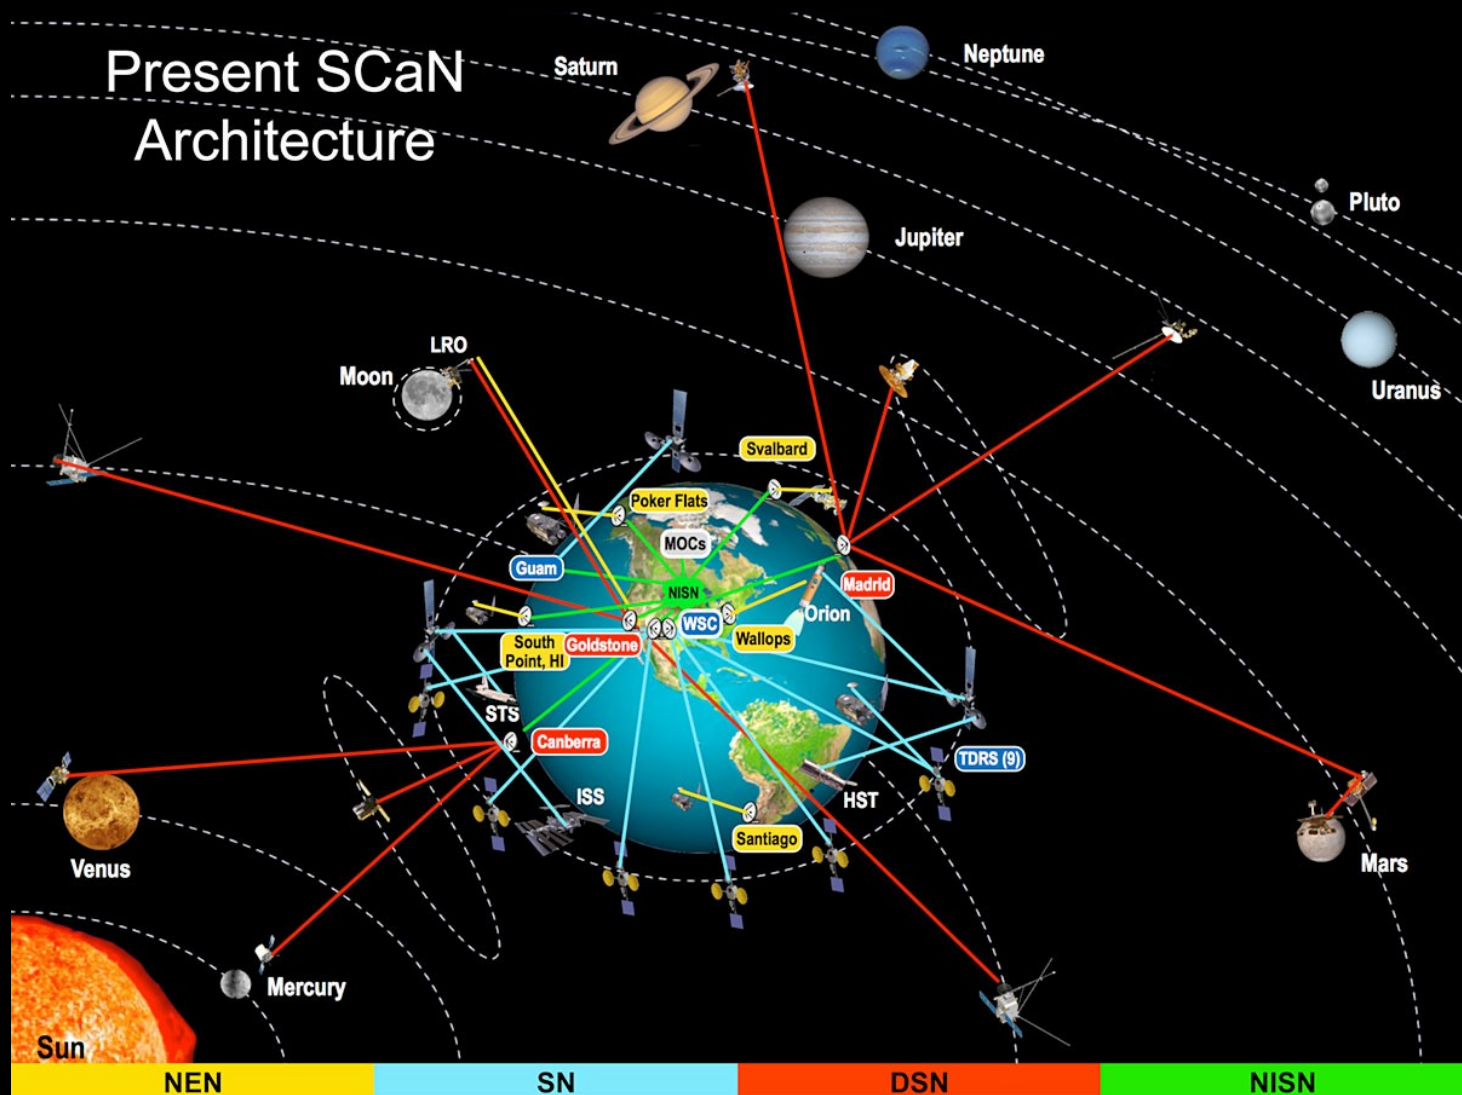 Present SCaN
Architecture
Saturn
Neptune
Pluto
Jupiter
LRO
Moon
Uranus
Svalbard
Poker Flats
MOCs
Guam
Madrid
NISN
Orion
WSC
Wallops
South
Point, HI
Goldstone
STS
Canberra
TDRS (9)
ISS
HST
Santiago
Venus
Mars
Mercury
Sun
NEN
SN
DSN
NISN